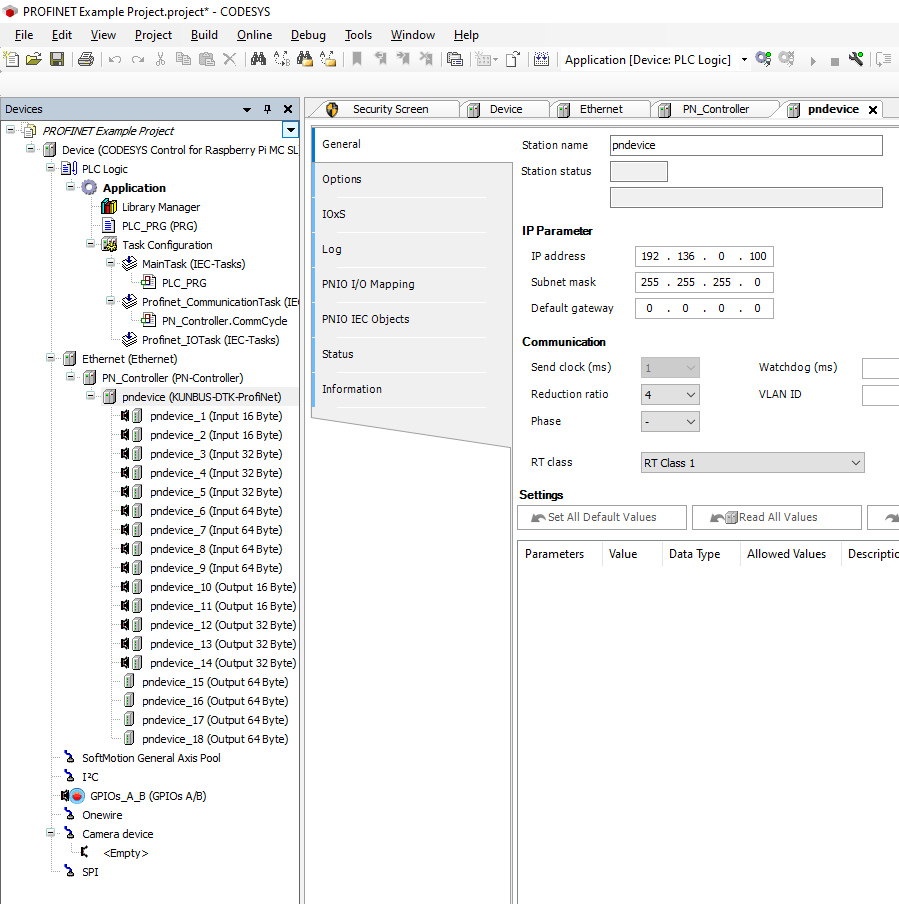 PROFINET Example Project.project* - CODESYS
File Edit View Project Build Online Debug Tools Window Help
Application [Device: PLC Logic]
Devices
PROFINET Example Project
Device (CODESYS Control for Raspberry Pi MC SL
PLC Logic
Application
Library Manager
PLC_PRG (PRG)
Task Configuration
MainTask (IEC-Tasks)
PLC_PRG
Profinet_CommunicationTask (IE
PN_Controller.CommCycle
Profinet_IOTask (IEC-Tasks)
Ethernet (Ethernet)
PN_Controller (PN-Controller)
pndevice (KUNBUS-DTK-ProfiNet)
pndevice_1 (Input 16 Byte)
pndevice_2 (Input 16 Byte)
pndevice_3 (Input 32 Byte)
pndevice_4 (Input 32 Byte)
pndevice_5 (Input 32 Byte)
pndevice_6 (Input 64 Byte)
pndevice_7 (Input 64 Byte)
pndevice_8 (Input 64 Byte)
pndevice_9 (Input 64 Byte)
pndevice_10 (Output 16 Byte)
pndevice_11 (Output 16 Byte)
pndevice_12 (Output 32 Byte)
pndevice_13 (Output 32 Byte)
pndevice_14 (Output 32 Byte)
pndevice_15 (Output 64 Byte)
pndevice_16 (Output 64 Byte)
pndevice_17 (Output 64 Byte)
pndevice_18 (Output 64 Byte)
SoftMotion General Axis Pool
I²C
GPIOs_A_B (GPIOs A/B)
Onewire
Camera device
<Empty>
SPI
Security Screen Device Ethernet PN_Controller pndevice
General
Options
IOxS
Log
PNIO I/O Mapping
PNIO IEC Objects
Status
Information
Station name pndevice
Station status
IP Parameter
IP address 192 . 136 . 0 . 100
Subnet mask 255 . 255 . 255 . 0
Default gateway 0 . 0 . 0 . 0
Communication
Send clock (ms) 1 Watchdog (ms)
Reduction ratio 4 VLAN ID
Phase -
RT class RT Class 1
Settings
Set All Default Values Read All Values
Parameters Value Data Type Allowed Values Descriptio